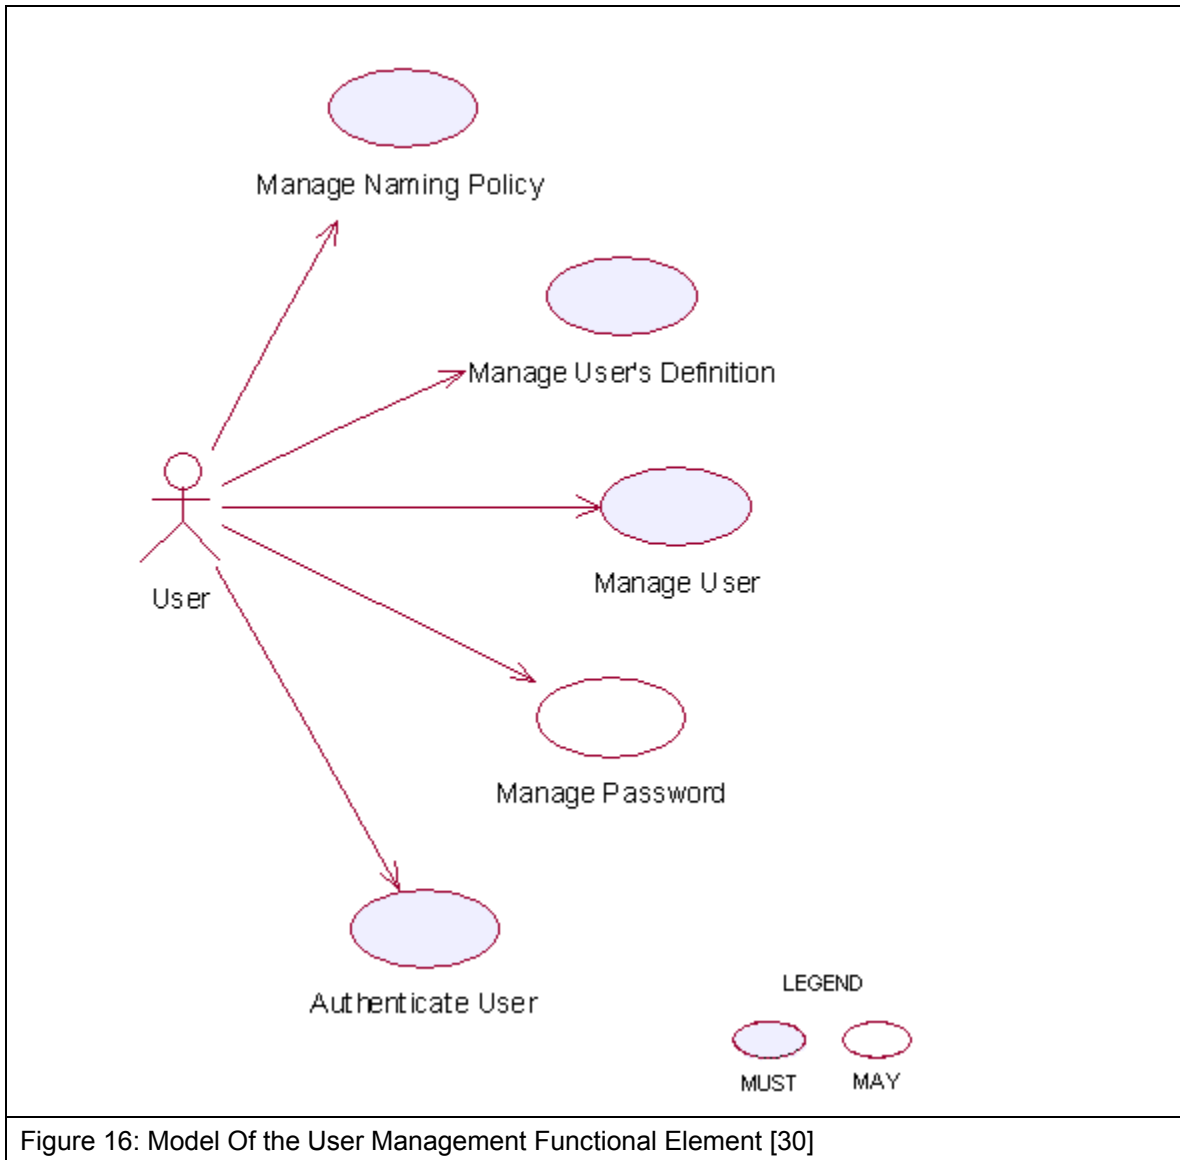 Manage Naming Policy
Manage User's Definition
Manage User
User
Manage Password
Authenticate User
LEGEND
MUST MAY
Figure 16: Model Of the User Management Functional Element [30]